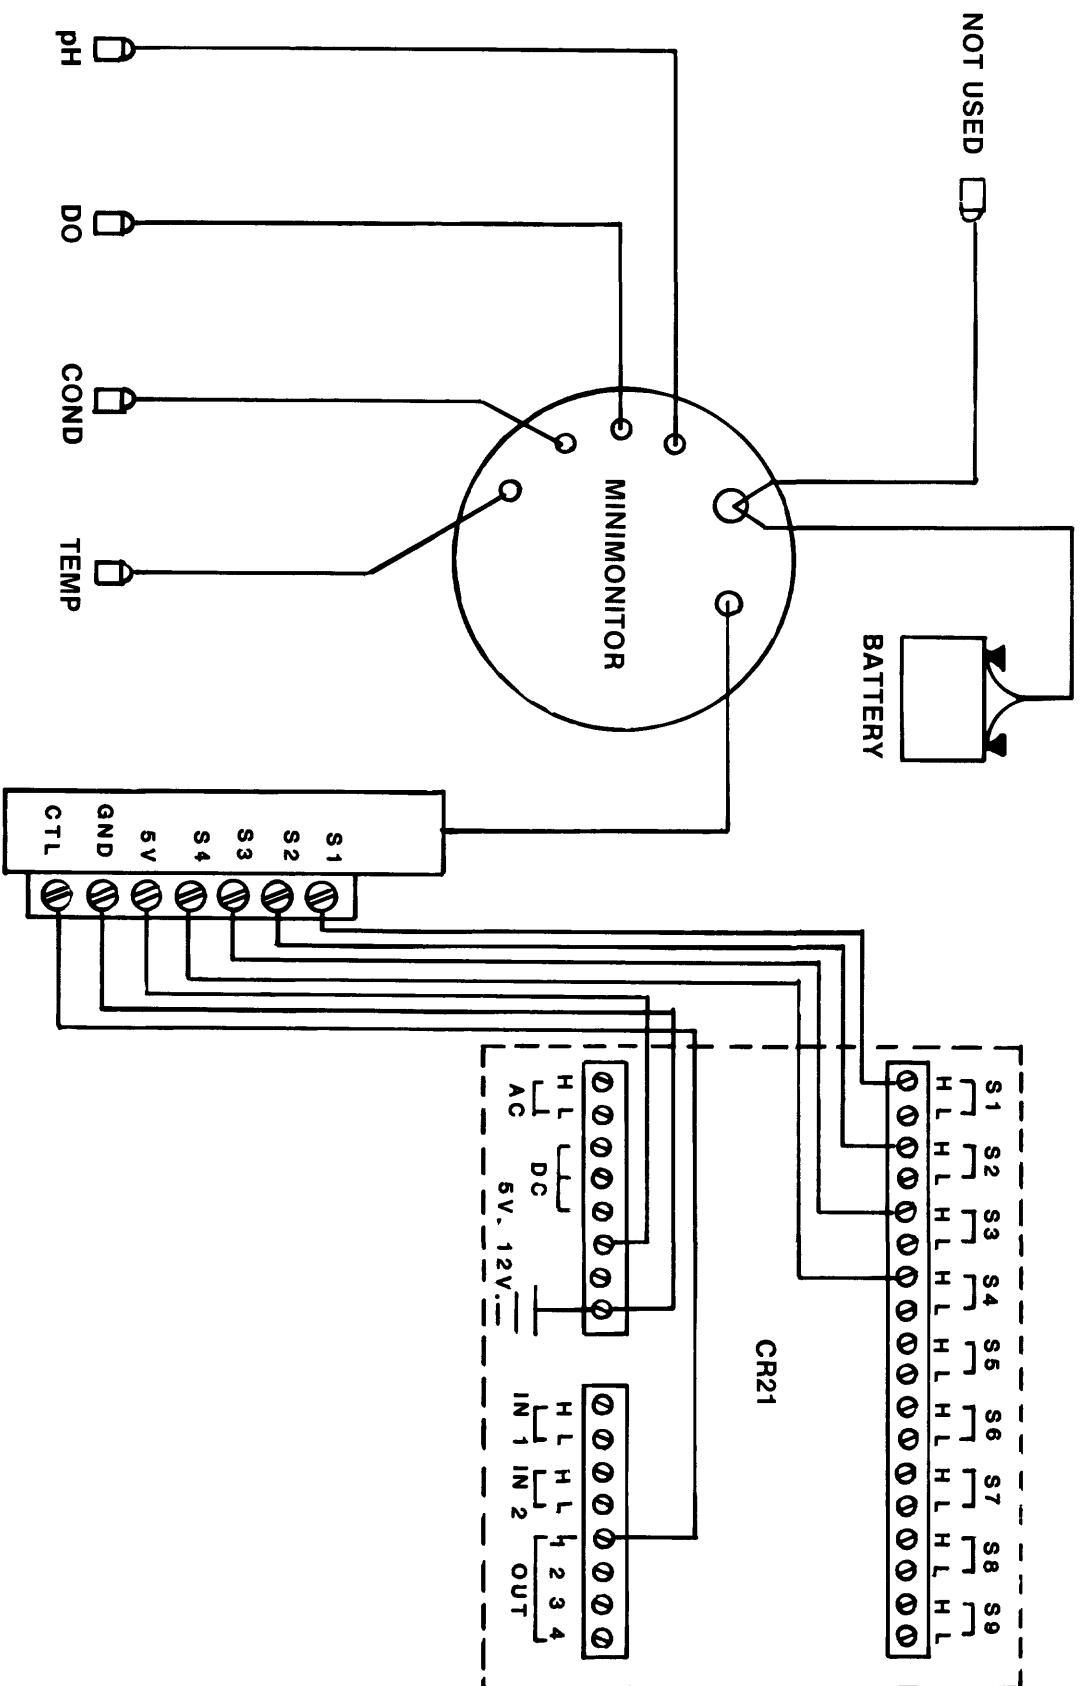 NOT USED
pH
DO
COND
TEMP
MINIMONITOR
BATTERY
S1
S2
S3
S4
5V
GND
CTL
CR21
S1 S2 S3 S4 S5 S6 S7 S8 S9
H L H L H L H L H L H L H L H L H L
H L
AC
DC
5V. 12V.
H L H L 1 2 3 4
IN 1 IN 2 OUT